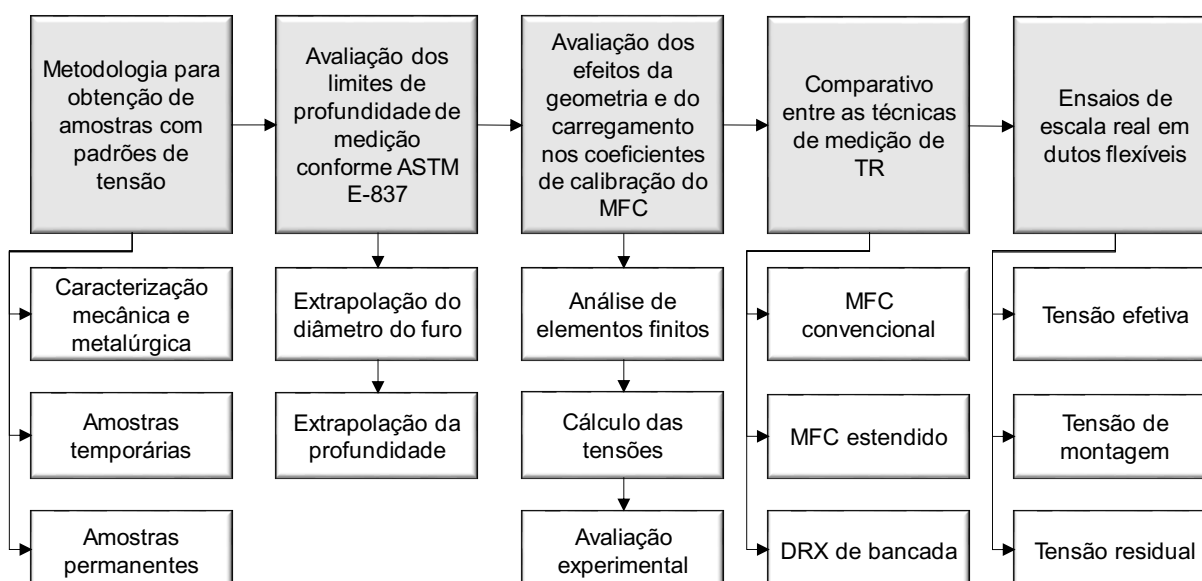 Metodologia para
obtenção de
amostras com
padrões de
tensão
Avaliação dos
limites de
profundidade de
medição
conforme ASTM
E-837
Avaliação dos
efeitos da
geometria e do
carregamento
nos coeficientes
de calibração do
MFC
Comparativo
entre as técnicas
de medição de
TR
Ensaios de
escala real em
dutos flexíveis
Caracterização
mecânica e
metalúrgica
Amostras
temporárias
Amostras
permanentes
Extrapolação do
diâmetro do furo
Extrapolação da
profundidade
Análise de
elementos finitos
Cálculo das
tensões
Avaliação
experimental
MFC
convencional
MFC estendido
DRX de bancada
Tensão efetiva
Tensão de
montagem
Tensão residual